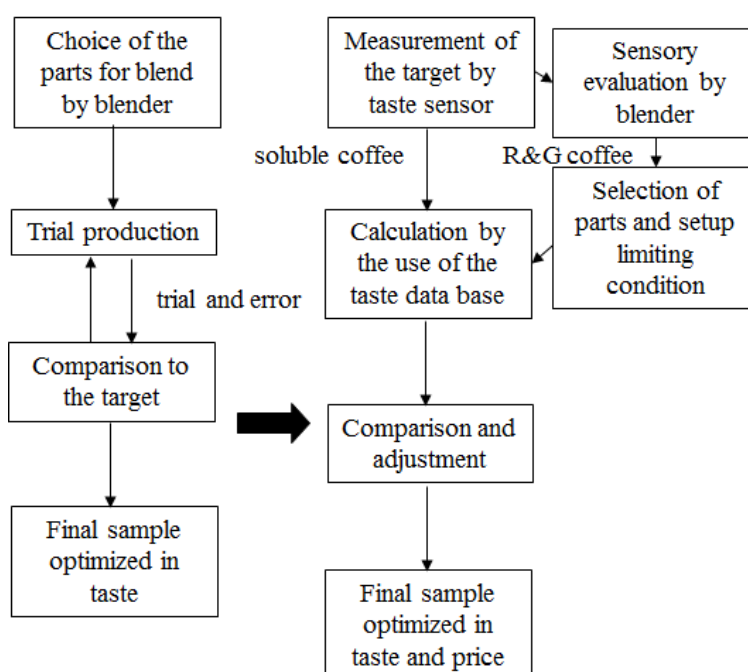 Choice of the
parts for blend
by blender
Trial production
trial and error
Comparison to
the target
Final sample
optimized in
taste
Measurement of
the target by
taste sensor
Sensory
evaluation by
blender
soluble coffee
R&G coffee
Selection of
parts and setup
limiting
condition
Calculation by
the use of the
taste data base
Comparison and
adjustment
Final sample
optimized in
taste and price